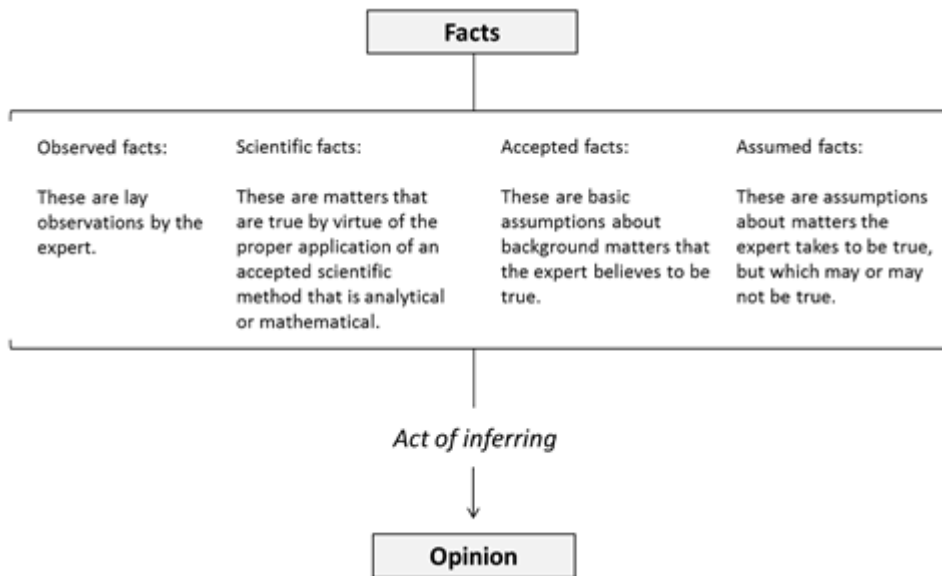 Facts
Observed facts:
These are lay
observations by the
expert.
Scientific facts:
These are matters that
are true by virtue of the
proper application of an
accepted scientific
method that is analytical
or mathematical.
Accepted facts:
These are basic
assumptions about
background matters that
the expert believes to be
true.
Assumed facts:
These are assumptions
about matters the
expert takes to be true,
but which may or may
not be true.
Act of inferring
Opinion